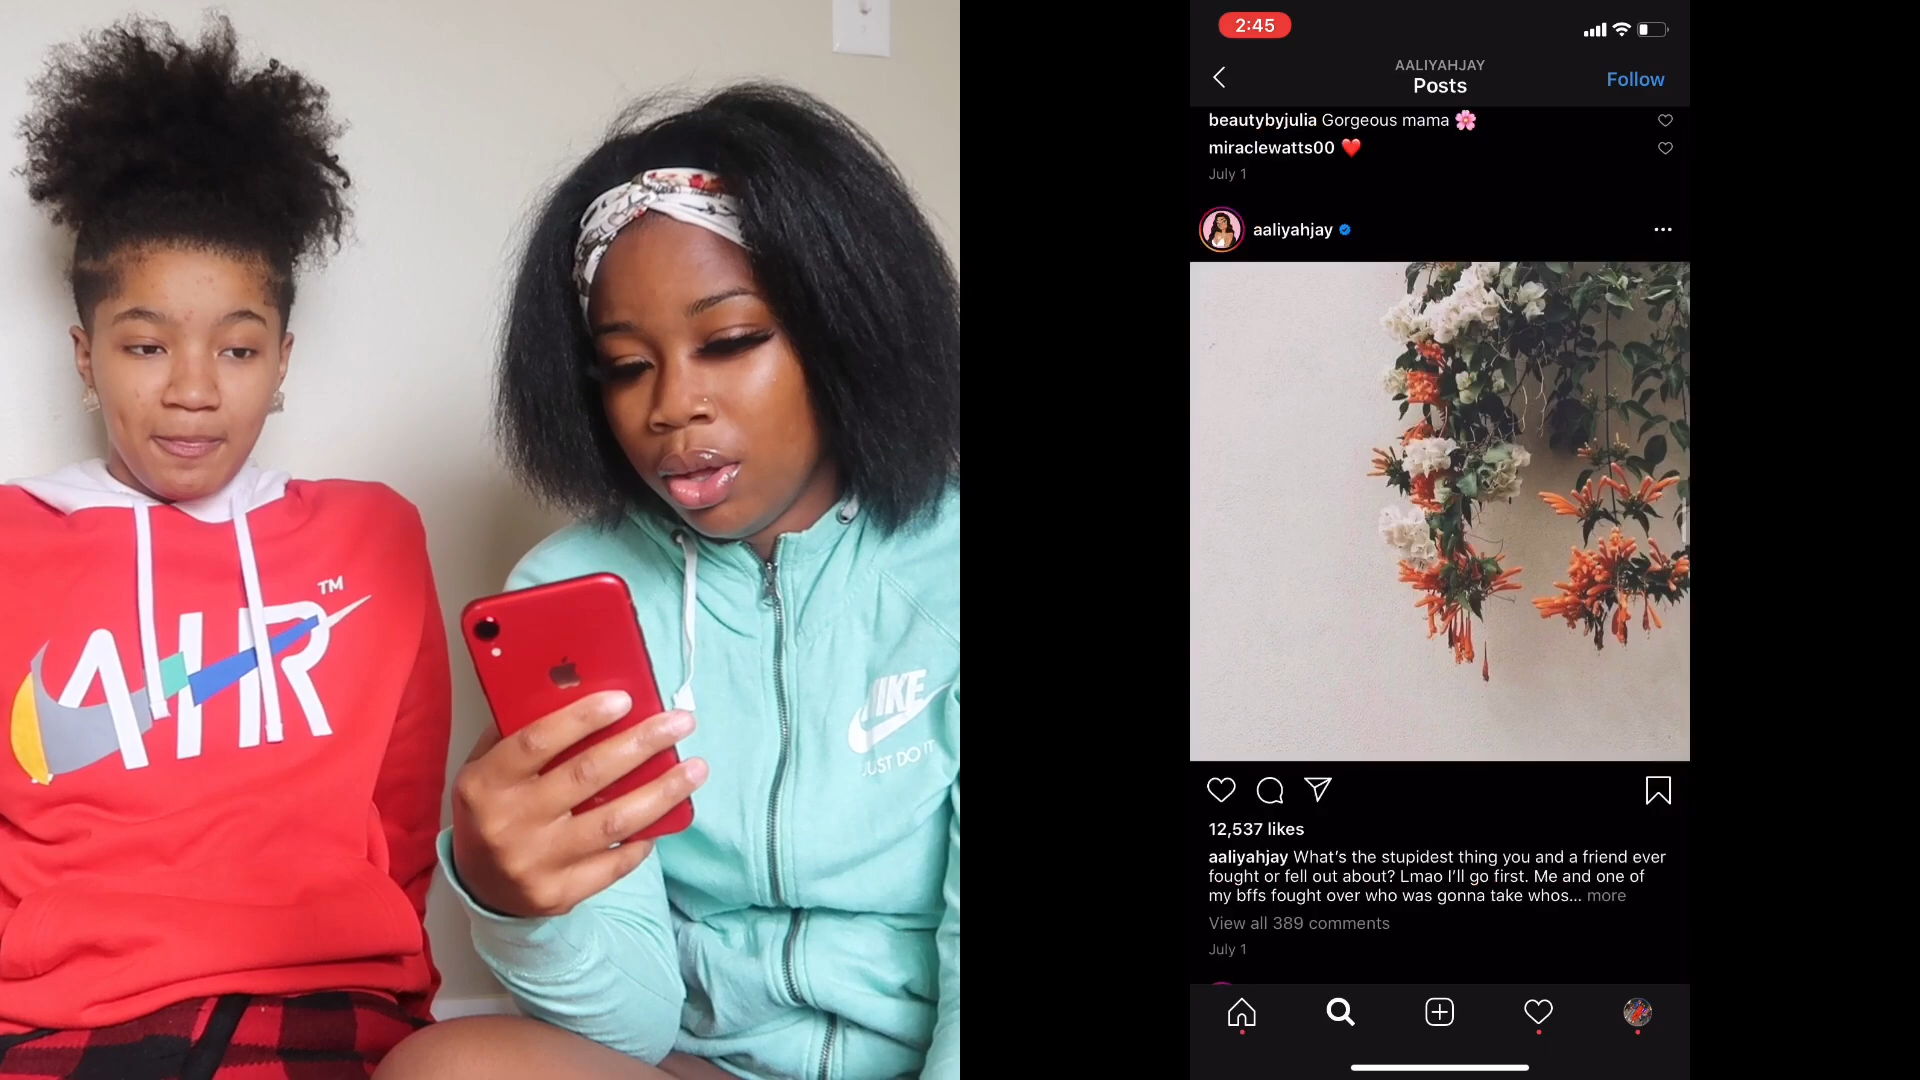 AIR
TM
NIKE
JUST DO IT
2:45
AALIYAHJAY
Posts
Follow
beautybyjulia Gorgeous mama 🌸
miraclewatts00 ❤️
July 1
aaliyahjay
12,537 likes
aaliyahjay What's the stupidest thing you and a friend ever
fought or fell out about? Lmao I'll go first. Me and one of
my bffs fought over who was gonna take whos... more
View all 389 comments
July 1